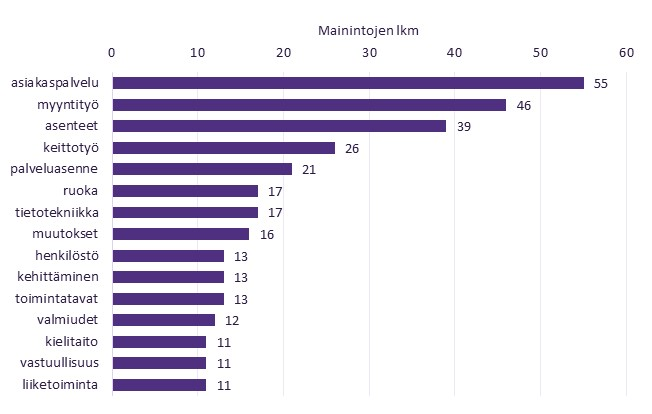 Mainintojen lkm
0 10 20 30 40 50 60
asiakaspalvelu 55
myyntityö 46
asenteet 39
keittotyö 26
palveluasenne 21
ruoka 17
tietotekniikka 17
muutokset 16
henkilöstö 13
kehittäminen 13
toimintatavat 13
valmiudet 12
kielitaito 11
vastuullisuus 11
liiketoiminta 11